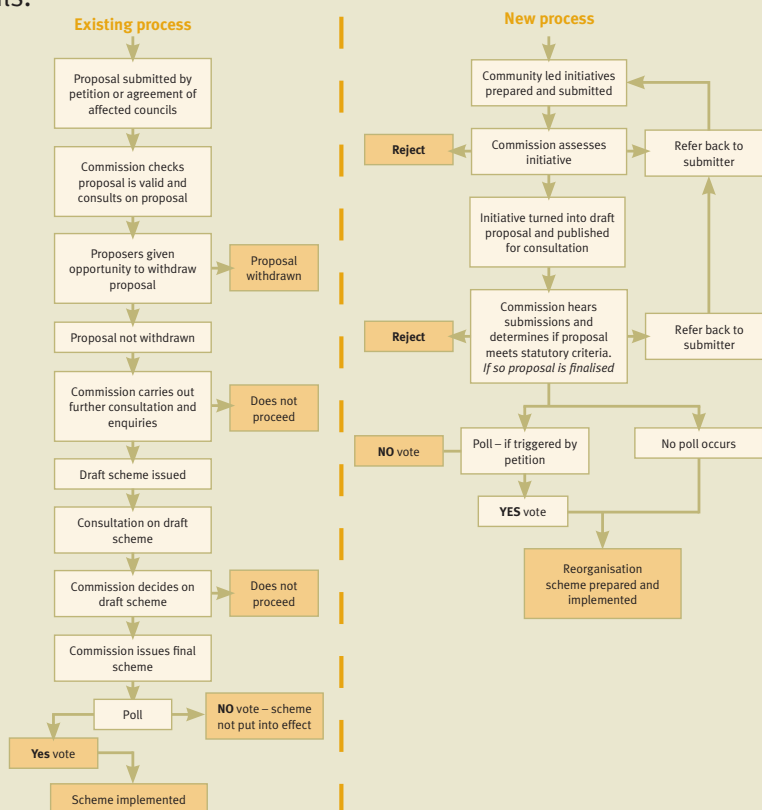 Existing process
Proposal submitted by
petition or agreement of
affected councils
Commission checks
proposal is valid and
consults on proposal
Proposers given
opportunity to withdraw
proposal
Proposal
withdrawn
Proposal not withdrawn
Commission carries out
further consultation and
enquiries
Does not
proceed
Draft scheme issued
Consultation on draft
scheme
Commission decides on
draft scheme
Does not
proceed
Commission issues final
scheme
Poll
NO vote – scheme
not put into effect
Yes vote
Scheme implemented
New process
Community led initiatives
prepared and submitted
Reject
Commission assesses
initiative
Refer back to
submitter
Initiative turned into draft
proposal and published
for consultation
Reject
Commission hears
submissions and
determines if proposal
meets statutory criteria.
If so proposal is finalised
Refer back to
submitter
NO vote
Poll – if triggered by
petition
No poll occurs
YES vote
Reorganisation
scheme prepared and
implemented